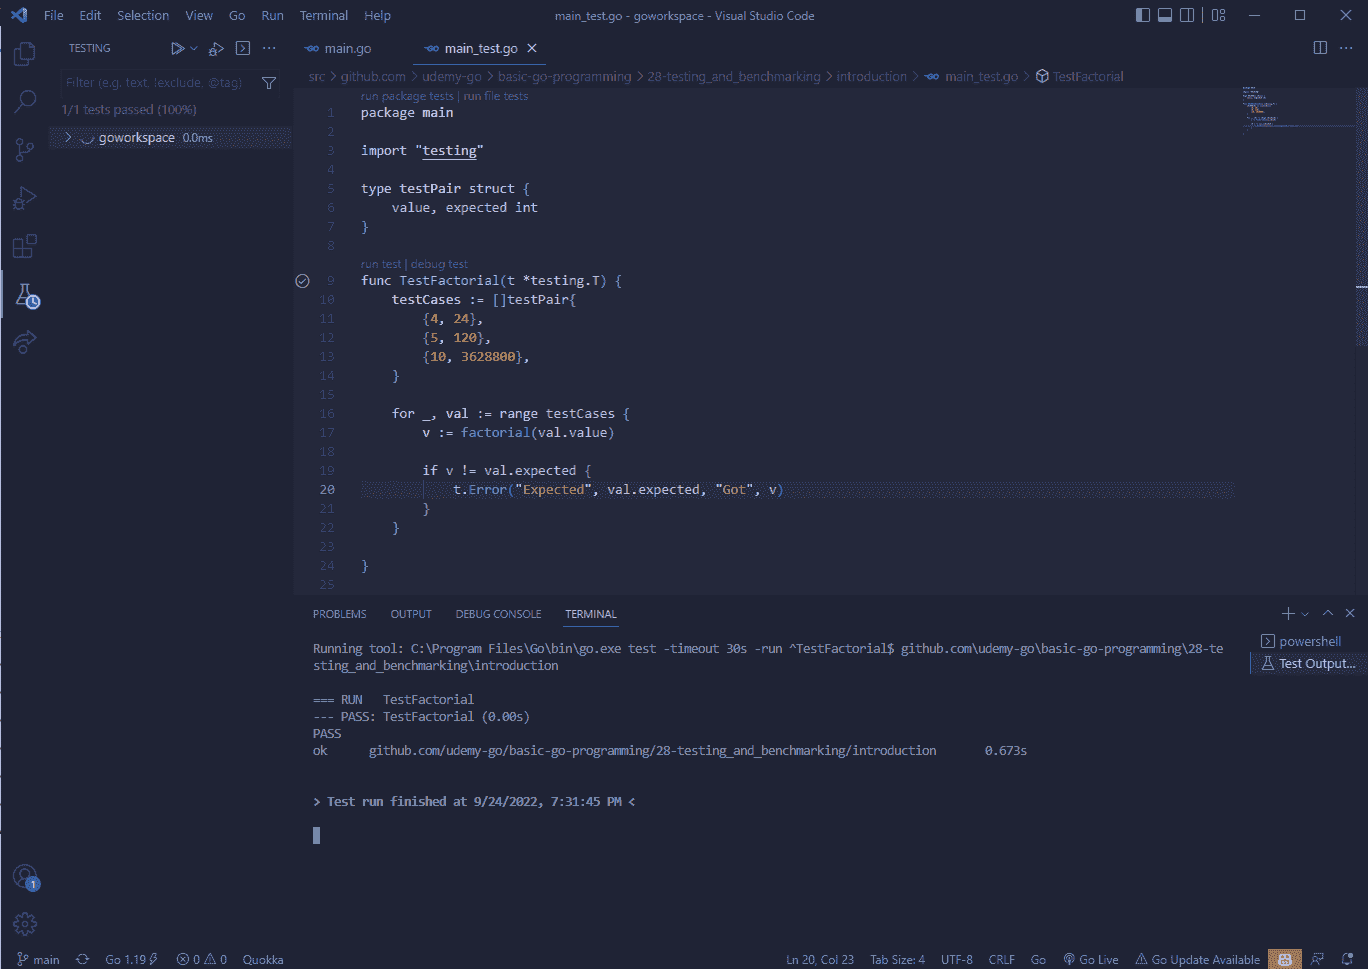 File Edit Selection View Go Run Terminal Help
main_test.go - goworkspace - Visual Studio Code
TESTING
main.go
main_test.go
Filter (e.g. text, !exclude, @tag)
1/1 tests passed (100%)
goworkspace 0.0ms
src > github.com > udemy-go > basic-go-programming > 28-testing_and_benchmarking > introduction > main_test.go > TestFactorial
run package tests | run file tests
1 package main
2
3 import "testing"
4
5 type testPair struct {
6 value, expected int
7 }
8
run test | debug test
9 func TestFactorial(t *testing.T) {
10 testCases := []testPair{
11 {4, 24},
12 {5, 120},
13 {10, 3628800},
14 }
15
16 for _, val := range testCases {
17 v := factorial(val.value)
18
19 if v != val.expected {
20 t.Error("Expected", val.expected, "Got", v)
21 }
22 }
23
24 }
25
PROBLEMS OUTPUT DEBUG CONSOLE TERMINAL
Running tool: C:\Program Files\Go\bin\go.exe test -timeout 30s -run ^TestFactorial$ github.com\udemy-go\basic-go-programming\28-te
sting_and_benchmarking\introduction
=== RUN TestFactorial
--- PASS: TestFactorial (0.00s)
PASS
ok github.com/udemy-go/basic-go-programming/28-testing_and_benchmarking/introduction 0.673s
> Test run finished at 9/24/2022, 7:31:45 PM <
powershell
Test Output...
1
main Go 1.19 0 0 Quokka
Ln 20, Col 23 Tab Size: 4 UTF-8 CRLF Go Go Live Go Update Available